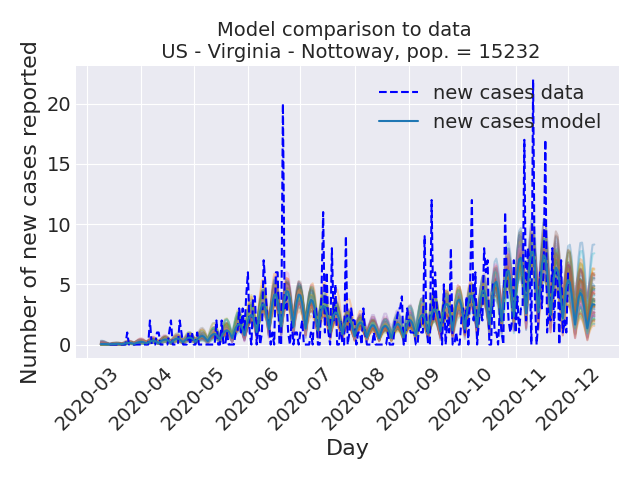 Model comparison to data
US - Virginia - Nottoway, pop. = 15232
Number of new cases reported
20
15
10
5
0
new cases data
new cases model
2020-03
2020-04
2020-05
2020-06
2020-07
2020-08
2020-09
2020-10
2020-11
2020-12
Day